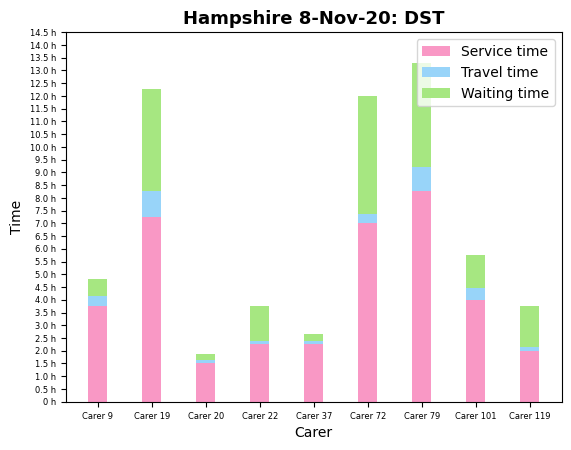 Hampshire 8-Nov-20: DST
Service time
Travel time
Waiting time
Time
14.5 h
14.0 h
13.5 h
13.0 h
12.5 h
12.0 h
11.5 h
11.0 h
10.5 h
10.0 h
9.5 h
9.0 h
8.5 h
8.0 h
7.5 h
7.0 h
6.5 h
6.0 h
5.5 h
5.0 h
4.5 h
4.0 h
3.5 h
3.0 h
2.5 h
2.0 h
1.5 h
1.0 h
0.5 h
0 h
Carer 9 Carer 19 Carer 20 Carer 22 Carer 37 Carer 72 Carer 79 Carer 101 Carer 119
Carer